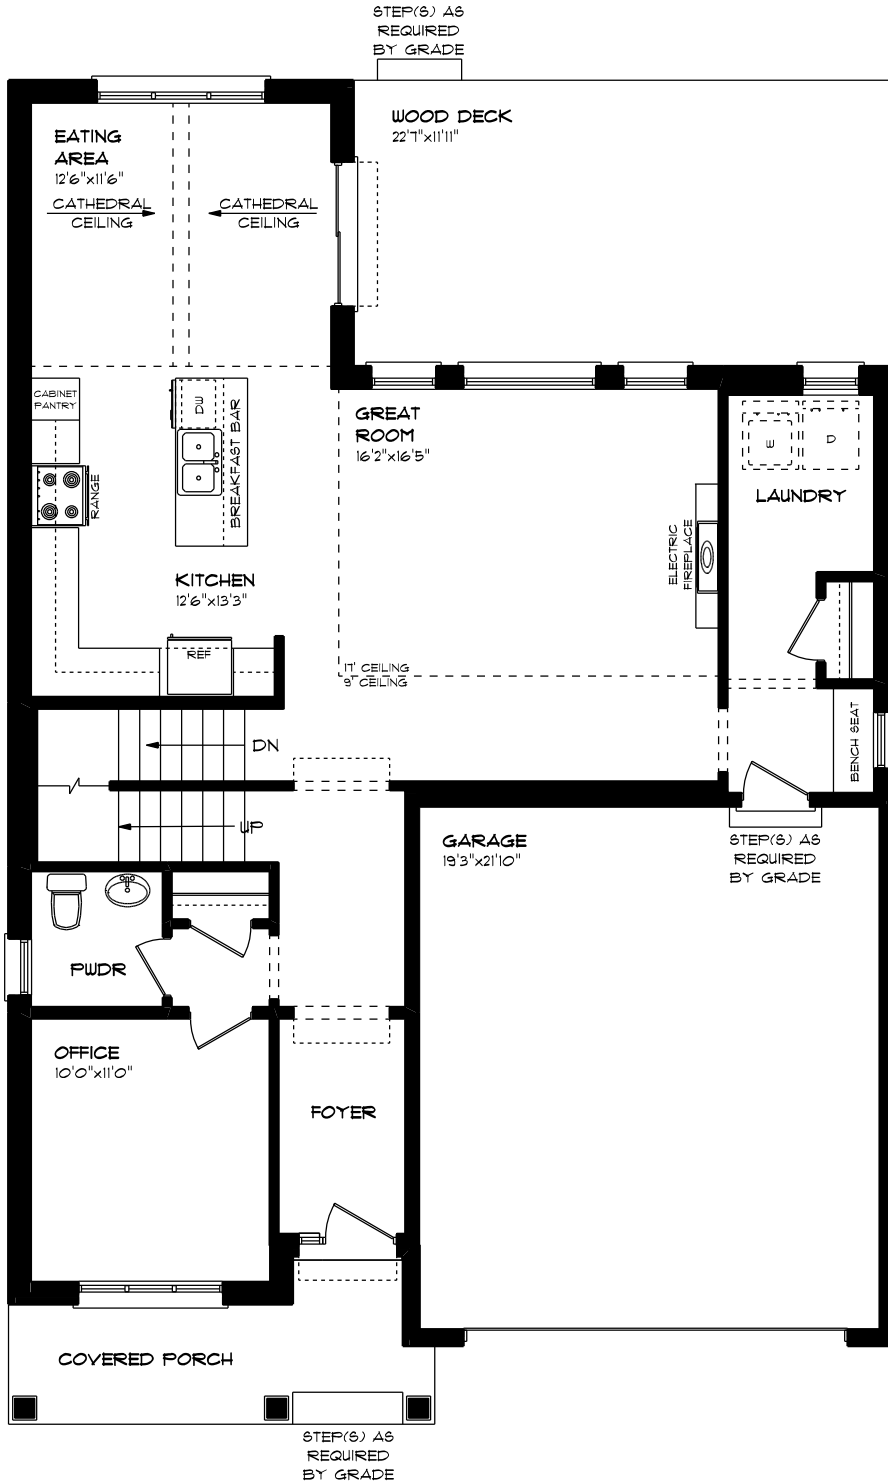 STEP(S) AS
REQUIRED
BY GRADE
WOOD DECK
22'7"x11'11"
EATING
AREA
12'6"x11'6"
CATHEDRAL
CEILING
CATHEDRAL
CEILING
CABINET
PANTRY
DW
BREAKFAST BAR
RANGE
GREAT
ROOM
16'2"x16'5"
W
D
LAUNDRY
ELECTRIC
FIREPLACE
KITCHEN
12'6"x13'3"
REF
17' CEILING
9' CEILING
BENCH SEAT
DN
UP
GARAGE
19'3"x21'10"
STEP(S) AS
REQUIRED
BY GRADE
PWDR
OFFICE
10'0"x11'0"
FOYER
COVERED PORCH
STEP(S) AS
REQUIRED
BY GRADE